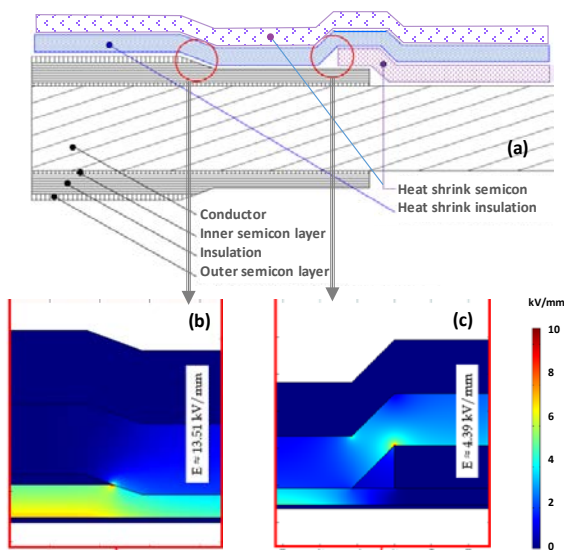 (a)
Heat shrink semicon
Heat shrink insulation
Conductor
Inner semicon layer
Insulation
Outer semicon layer
kV/mm
(b)
E ≈ 13.51 kV/mm
(c)
E ≈ 4.39 kV/mm
10
8
6
4
2
0